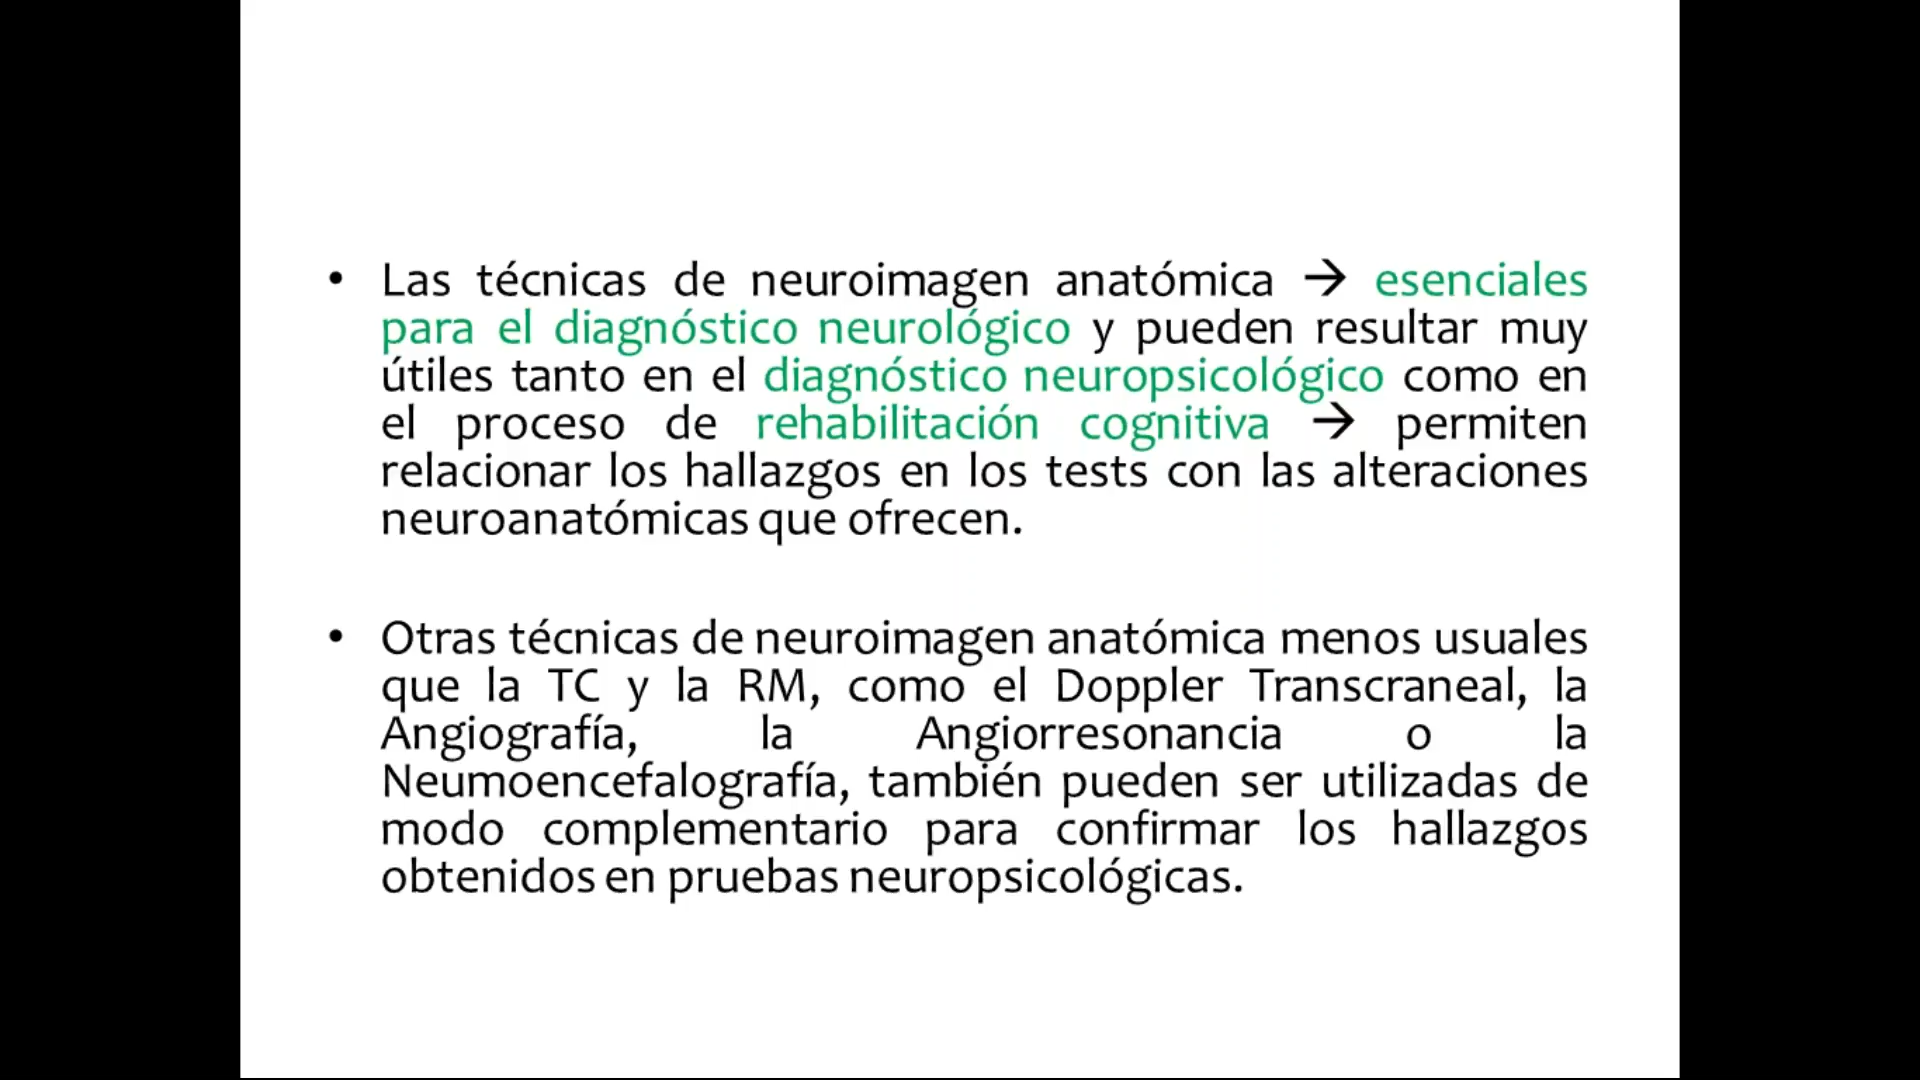 • Las técnicas de neuroimagen anatómica → esenciales
para el diagnóstico neurológico y pueden resultar muy
útiles tanto en el diagnóstico neuropsicológico como en
el proceso de rehabilitación cognitiva → permiten
relacionar los hallazgos en los tests con las alteraciones
neuroanatómicas que ofrecen.
• Otras técnicas de neuroimagen anatómica menos usuales
que la TC y la RM, como el Doppler Transcraneal, la
Angiografía, la Angiorresonancia o la
Neumoencefalografía, también pueden ser utilizadas de
modo complementario para confirmar los hallazgos
obtenidos en pruebas neuropsicológicas.